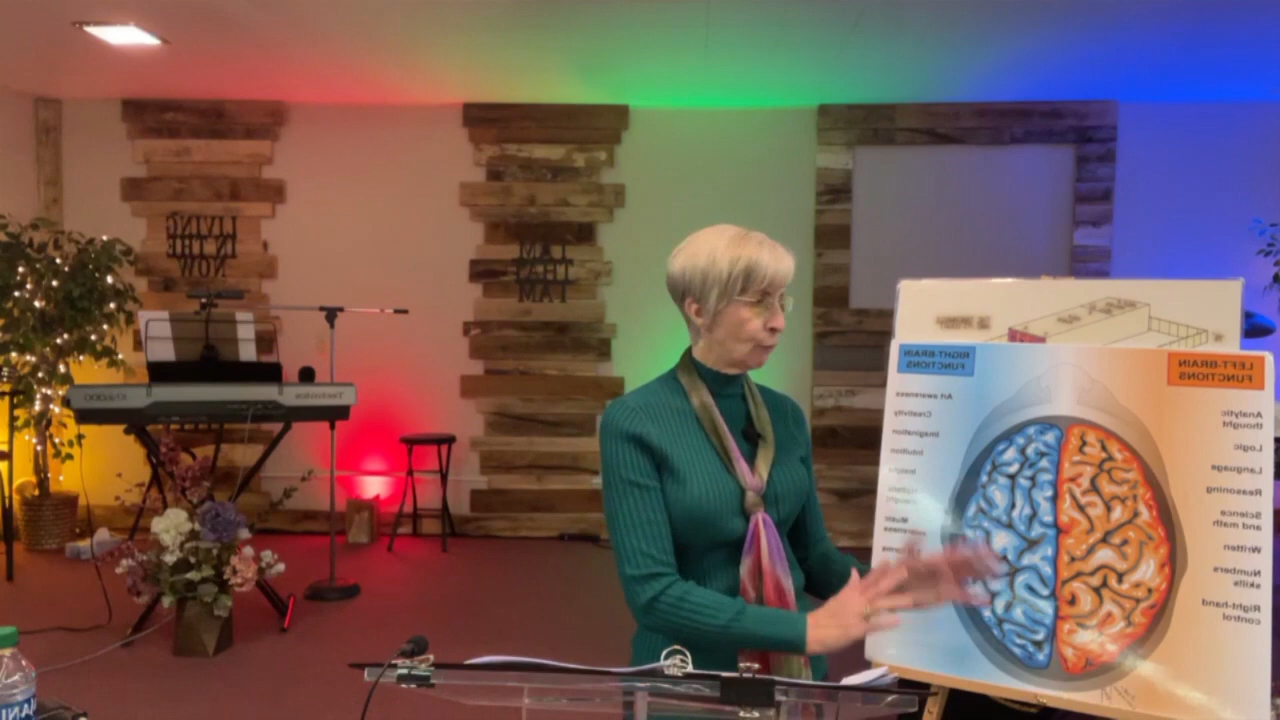 LIVING
IN THE
NOW
I AM
THAT
I AM
Technics
RIGHT-BRAIN
FUNCTIONS
Art awareness
Creativity
Imagination
Intuition
Insight
Music
awareness
LEFT-BRAIN
FUNCTIONS
Analytic
thought
Logic
Language
Reasoning
Science
and math
Written
Numbers
skills
Right-hand
control